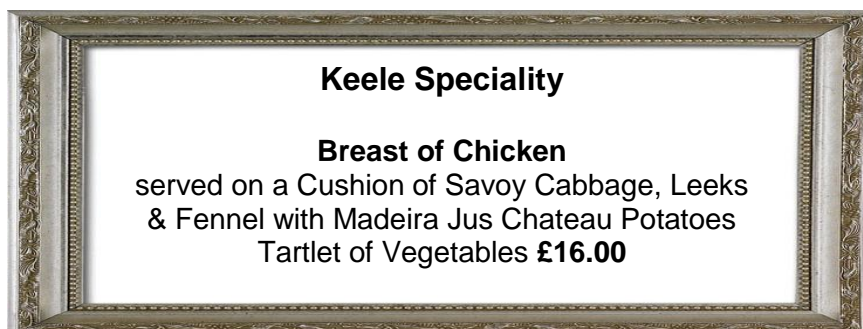 Keele Speciality
Breast of Chicken
served on a Cushion of Savoy Cabbage, Leeks
& Fennel with Madeira Jus Chateau Potatoes
Tartlet of Vegetables £16.00